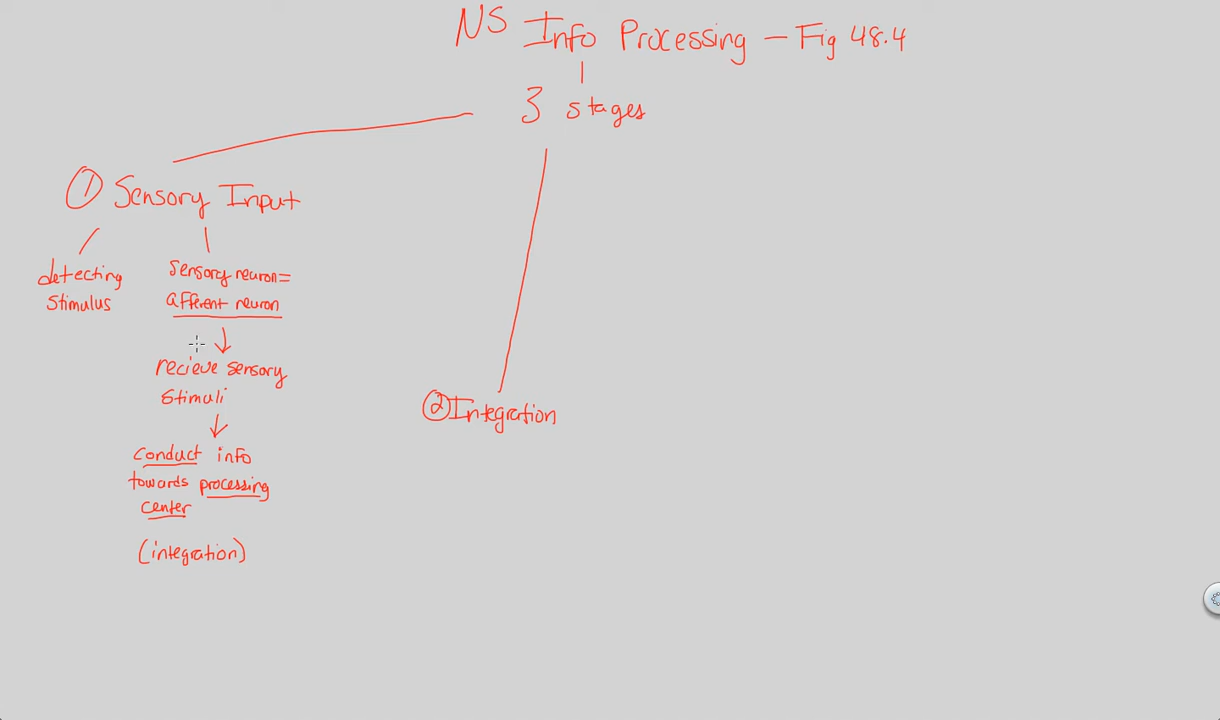 NS Info Processing - Fig 48.4
3 stages
① Sensory Input
detecting
stimulus
sensory neuron=
afferent neuron
recieve sensory
stimuli
conduct info
towards processing
center
(integration)
② Integration